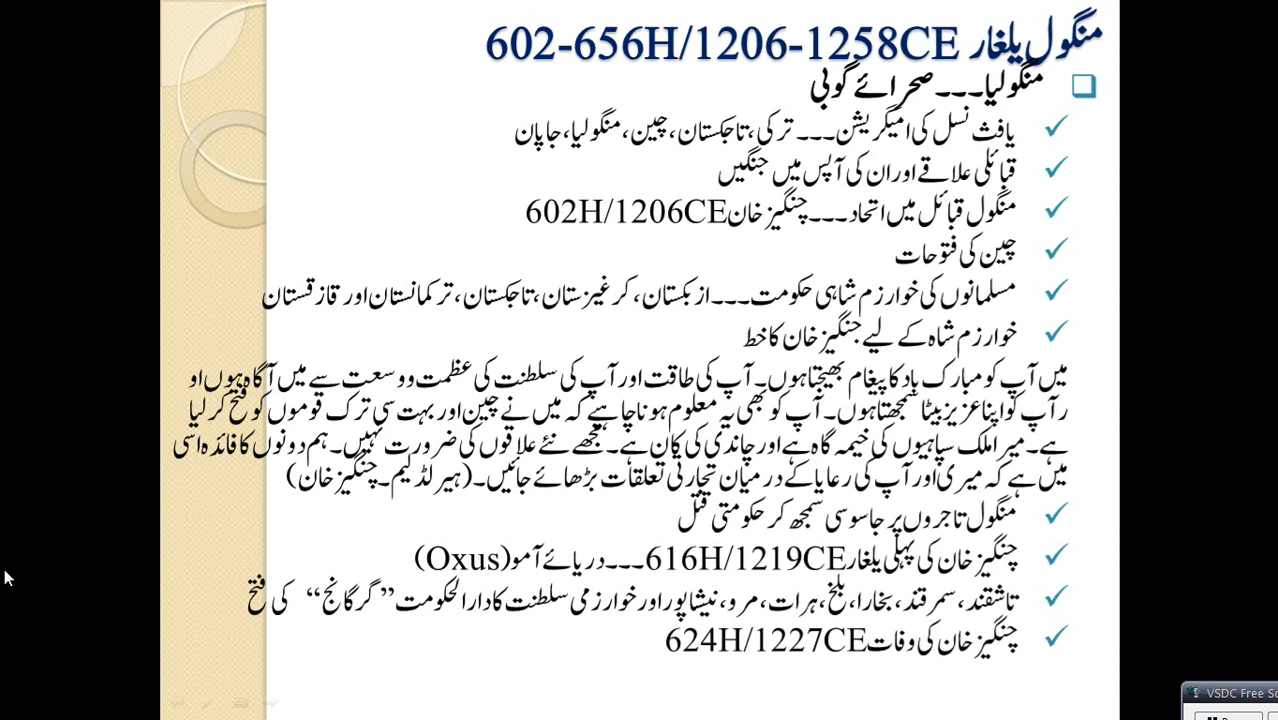 منگول یلغار 602-656H/1206-1258CE
منگولیا۔۔۔صحرائے گوبی
یافث نسل کی امیگریشن۔۔۔ ترکی،تاجکستان،چین،منگولیا،جاپان
قبائلی علاقے اور ان کی آپس میں جنگیں
منگول قبائل میں اتحاد۔۔۔چنگیز خان602H/1206CE
چین کی فتوحات
مسلمانوں کی خوارزم شاہی حکومت۔۔۔ازبکستان، کرغیزستان،تاجکستان، ترکمانستان اور قازقستان
خوارزم شاہ کے لیے جنگیز خان کا خط
میں آپ کو مبارک باد کا پیغام بھیجتا ہوں۔ آپ کی طاقت اور آپ کی سلطنت کی عظمت و وسعت سے میں آگاہ ہوں او
ر آپ کو اپنا عزیز بیٹا سمجھتا ہوں۔ آپ کو بھی یہ معلوم ہونا چاہیے کہ میں نے چین اور بہت سی ترک قوموں کو فتح کر لیا
ہے۔ میرا ملک سپاہیوں کی خیمہ گاہ ہے اور چاندی کی کان ہے۔ مجھے نئے علاقوں کی ضرورت نہیں۔ ہم دونوں کا فائدہ اسی
میں ہے کہ میری اور آپ کی رعایا کے درمیان تجارتی تعلقات بڑھائے جائیں۔ (ہیرلڈ لیم۔ چنگیز خان)
منگول تاجروں پر جاسوسی سمجھ کر حکومتی قتل
چنگیز خان کی پہلی یلغار616H/1219CE۔۔۔دریائے آمو(Oxus)
تاشقند، سمرقند، بخارا، بلخ، ہرات، مرو، نیشاپور اور خوارزمی سلطنت کا دارالحکومت ”گرگانج“ کی فتح
چنگیز خان کی وفات624H/1227CE
VSDC Free Sc